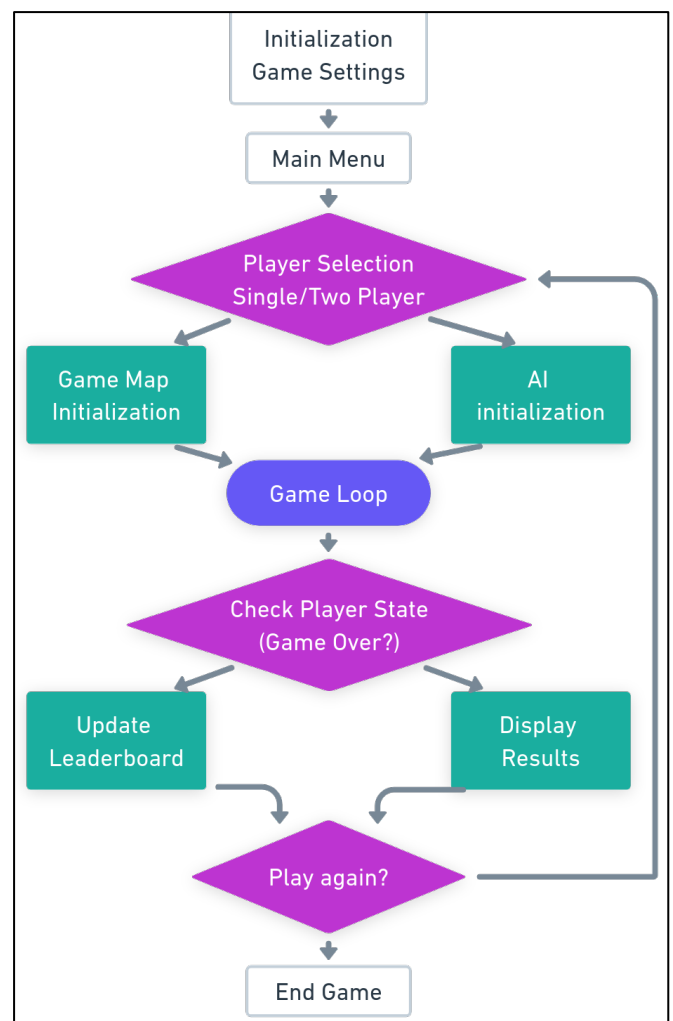 Initialization
Game Settings
Main Menu
Player Selection
Single/Two Player
Game Map
Initialization
AI
initialization
Game Loop
Check Player State
(Game Over?)
Update
Leaderboard
Display
Results
Play again?
End Game